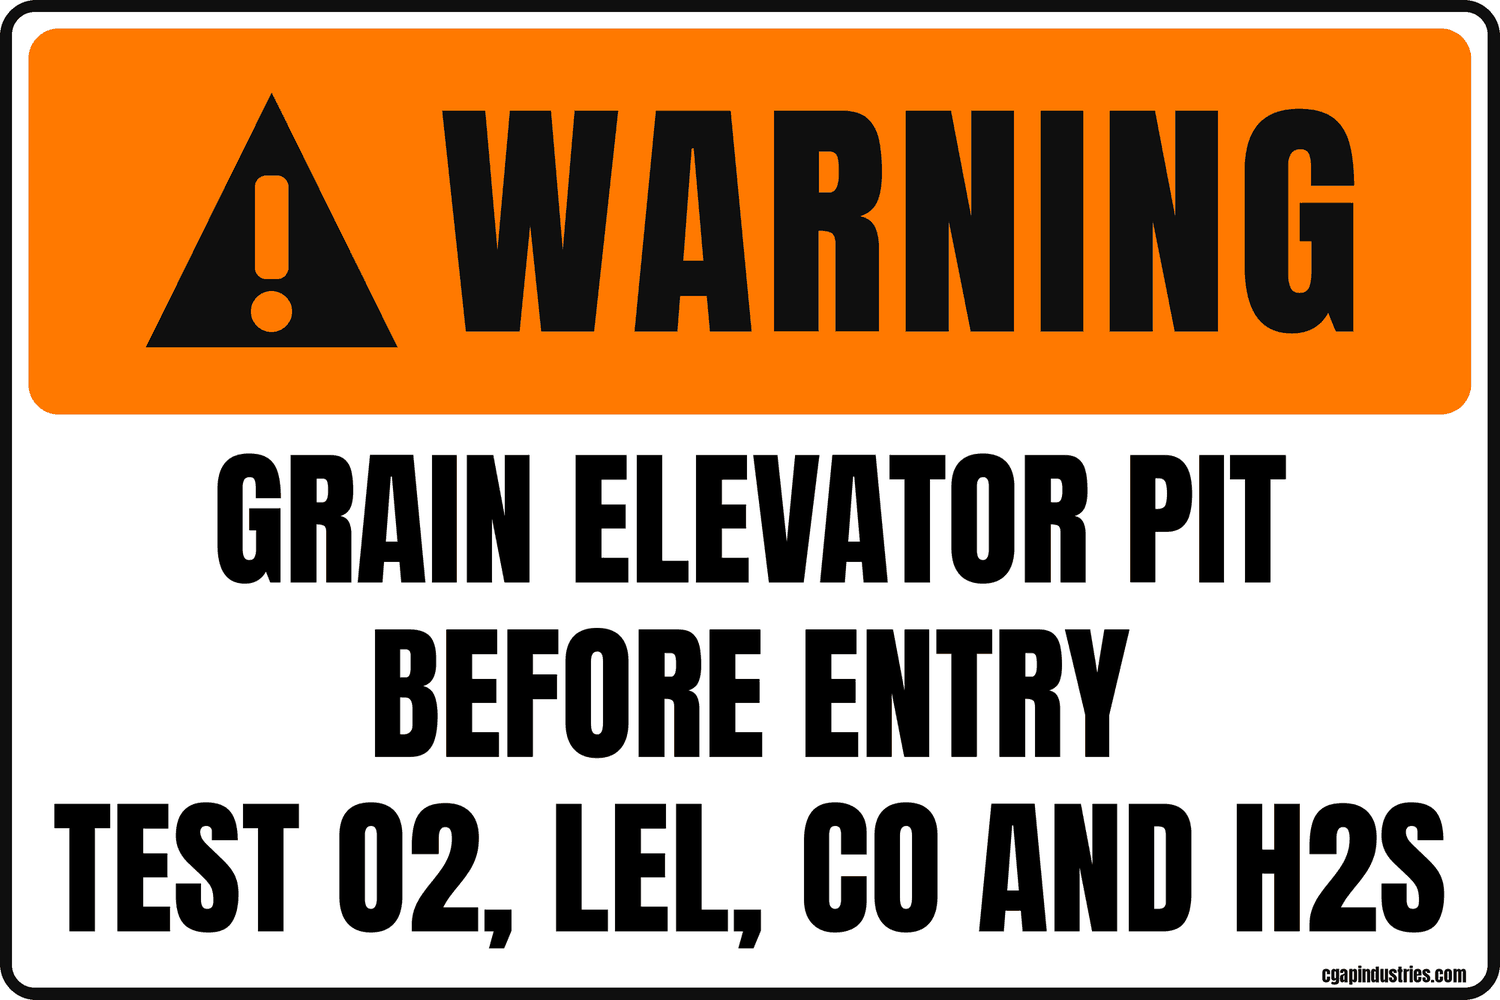 WARNING
GRAIN ELEVATOR PIT
BEFORE ENTRY
TEST O2, LEL, CO AND H2S
cgapindustries.com